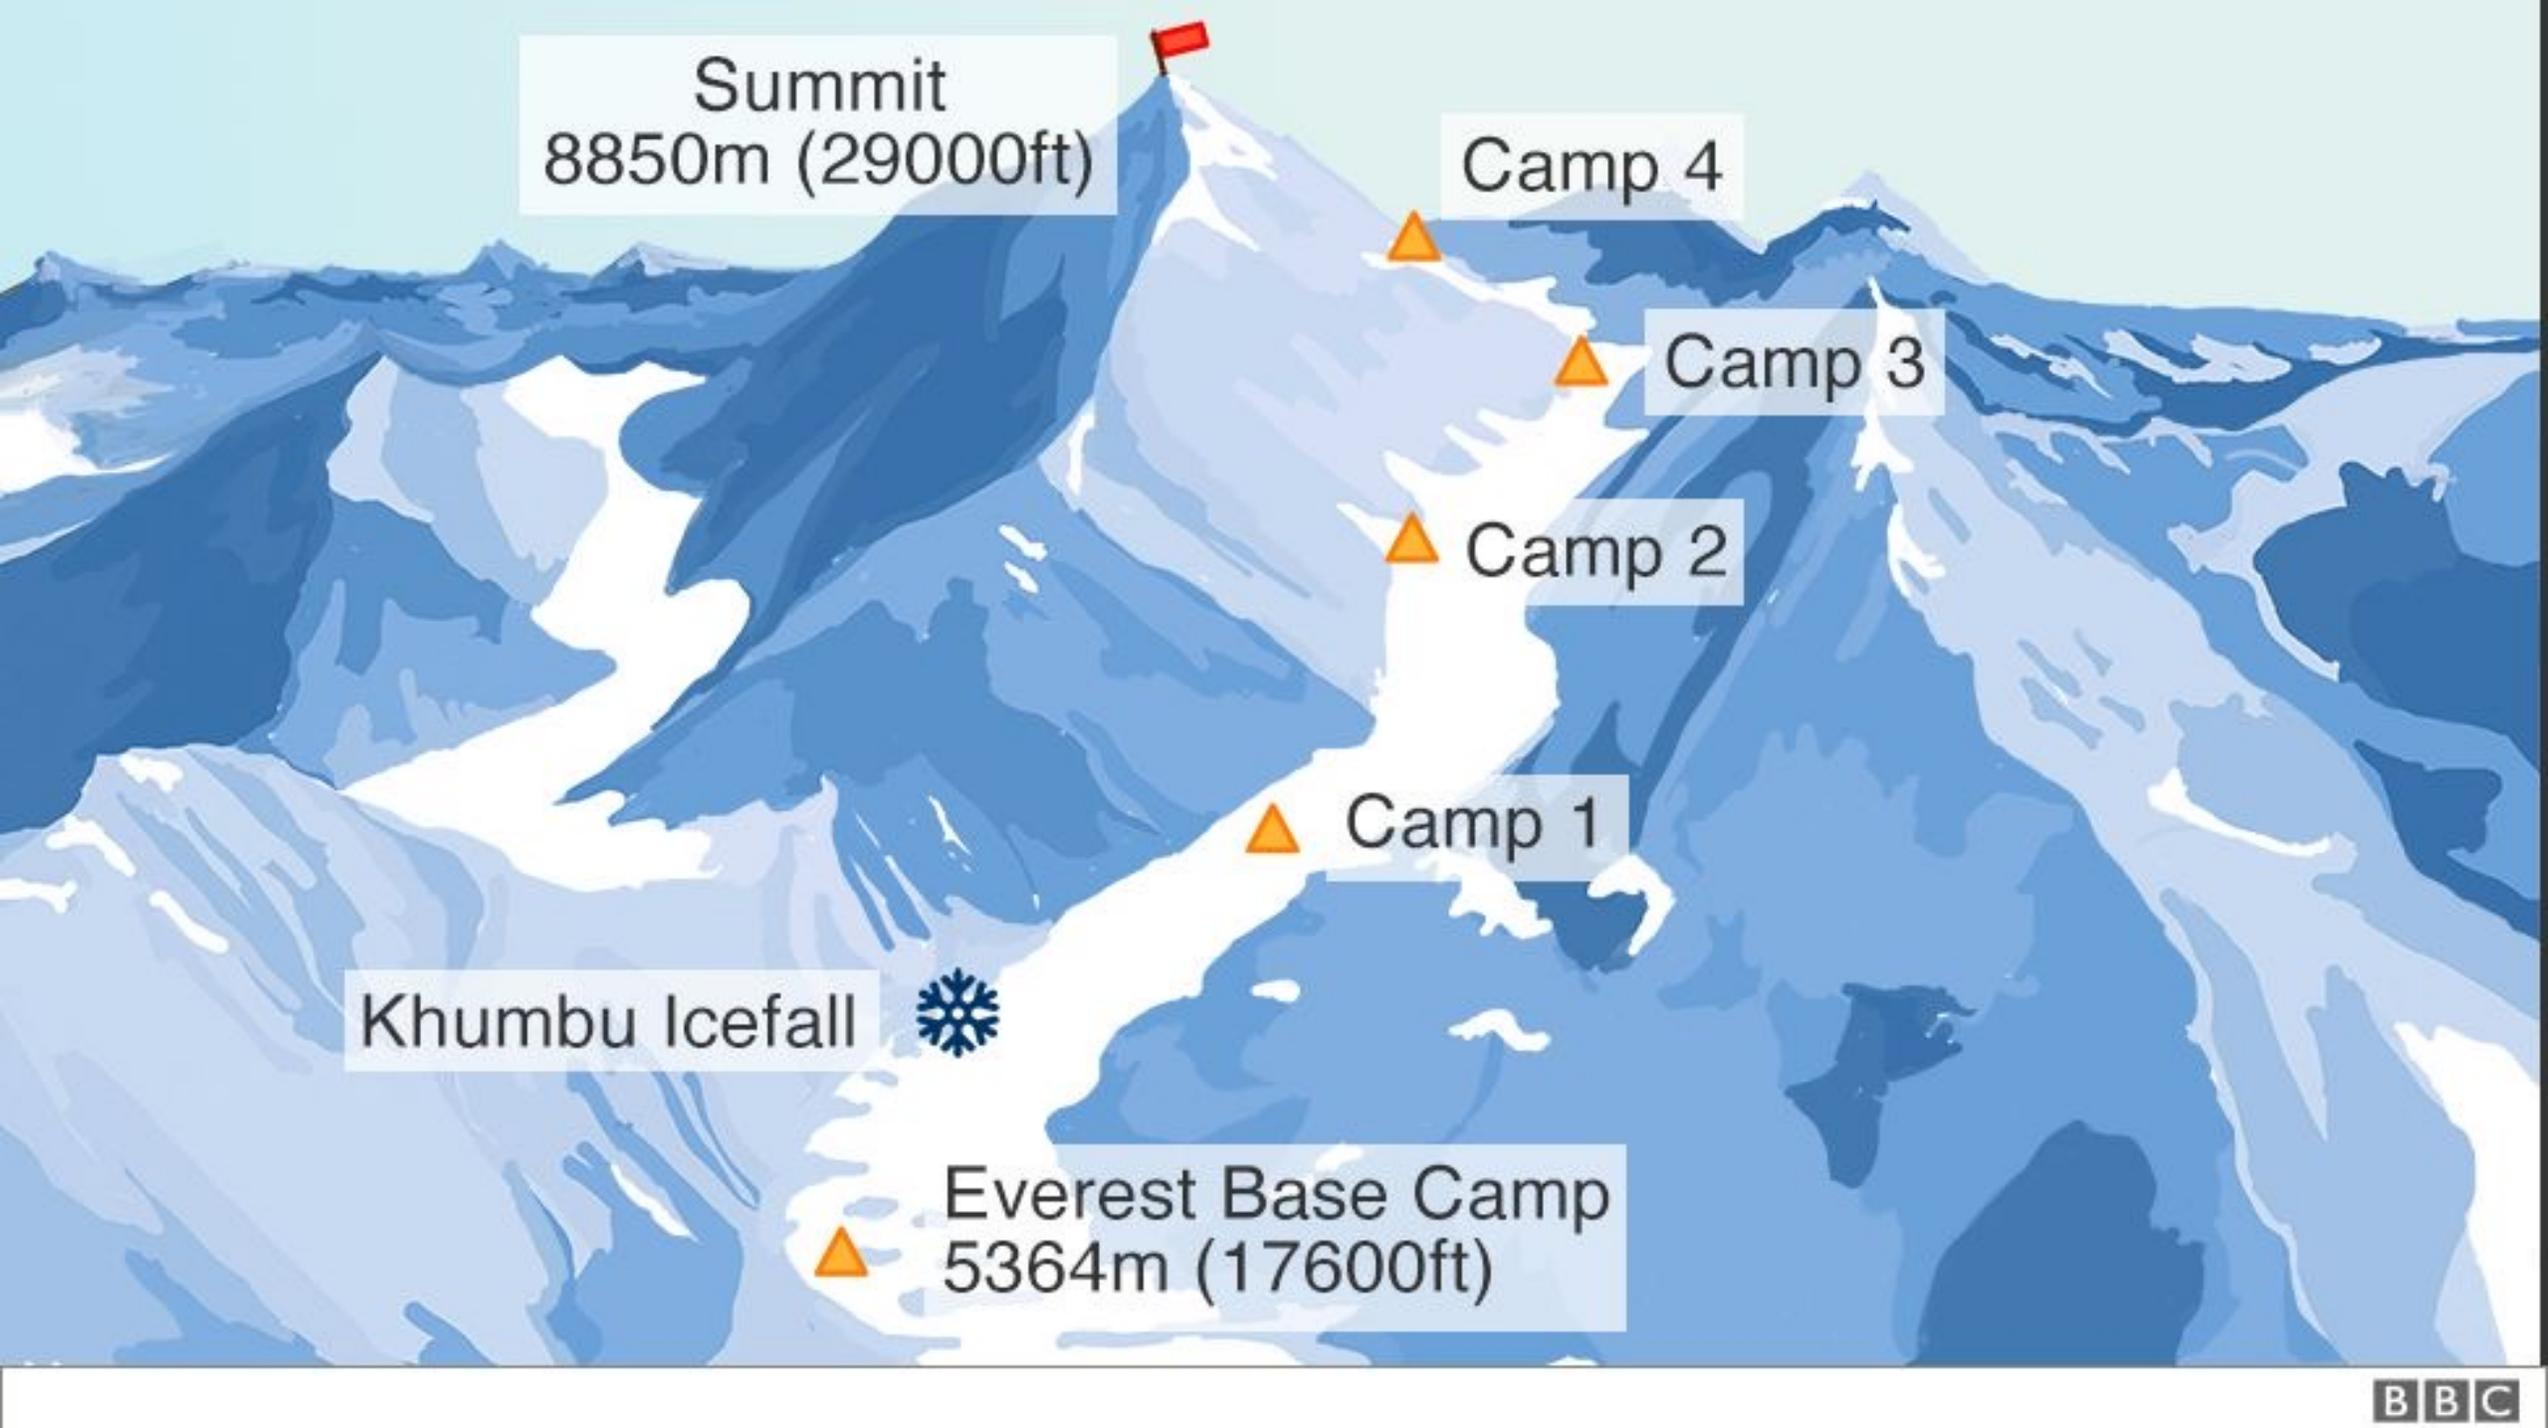 Summit
8850m (29000ft)
Camp 4
Camp 3
Camp 2
Camp 1
Khumbu Icefall
Everest Base Camp
5364m (17600ft)
BBC